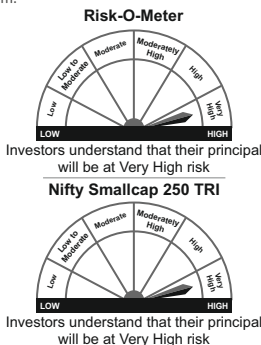 m.
Risk-O-Meter
Low
Low to
Moderate
Moderate
Moderately
High
High
Very
High
LOW HIGH
Investors understand that their principal
will be at Very High risk
Nifty Smallcap 250 TRI
Low
Low to
Moderate
Moderate
Moderately
High
High
Very
High
LOW HIGH
Investors understand that their principal
will be at Very High risk